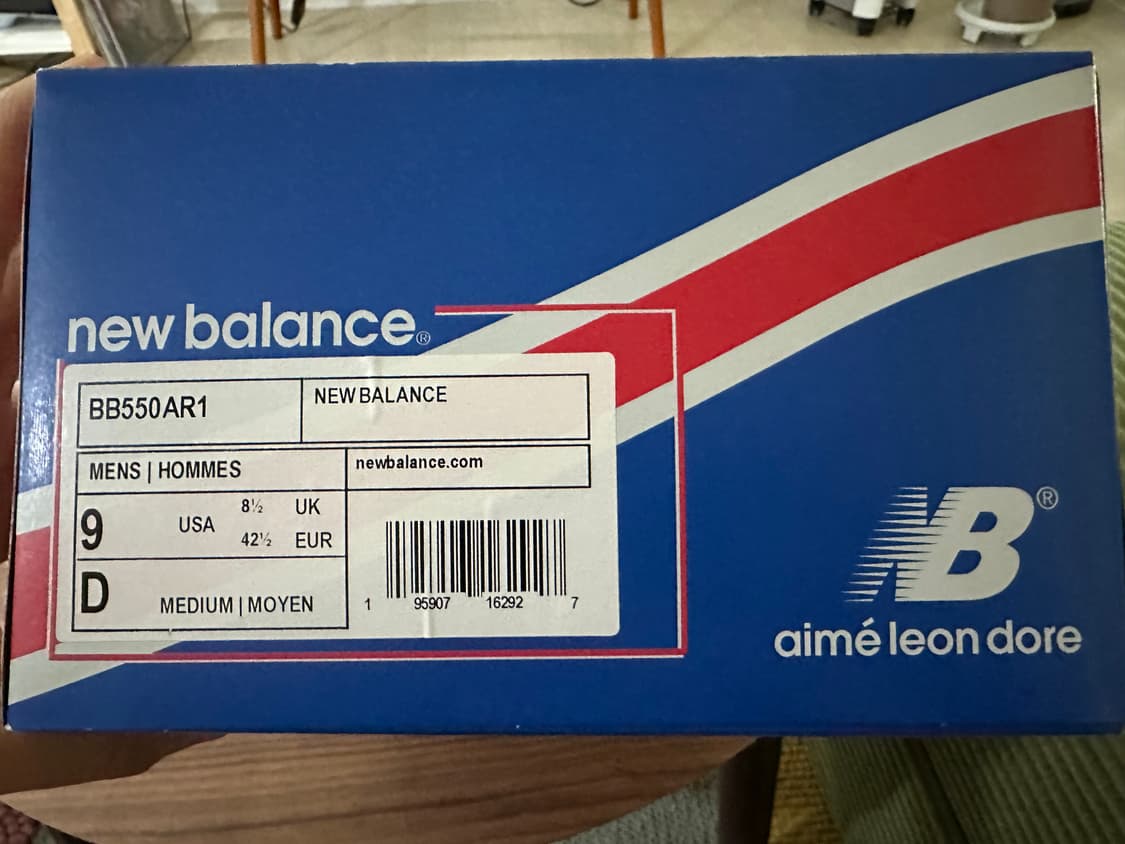 new balance®
BB550AR1
NEW BALANCE
MENS | HOMMES
newbalance.com
9 USA 8½ UK
42½ EUR
D MEDIUM | MOYEN
1 95907 16292 7
NB®
aimé leon dore